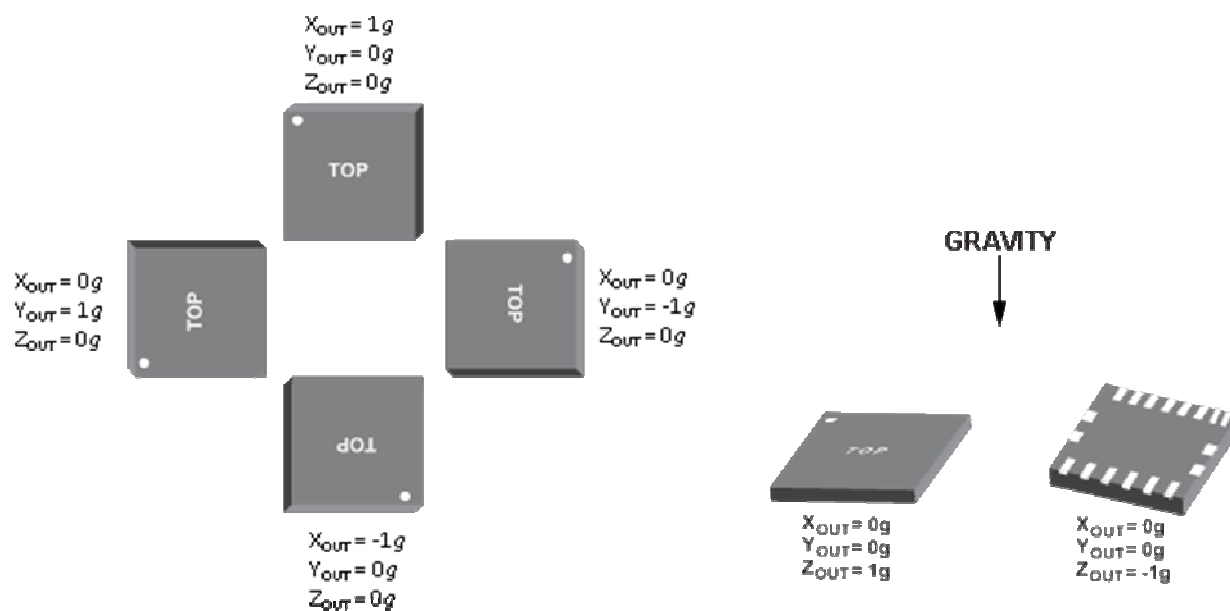 XOUT = 1g
YOUT = 0g
ZOUT = 0g
TOP
XOUT = 0g
YOUT = 1g
ZOUT = 0g
TOP
TOP
XOUT = 0g
YOUT = -1g
ZOUT = 0g
TOP
XOUT = -1g
YOUT = 0g
ZOUT = 0g
GRAVITY
TOP
XOUT = 0g
YOUT = 0g
ZOUT = 1g
XOUT = 0g
YOUT = 0g
ZOUT = -1g